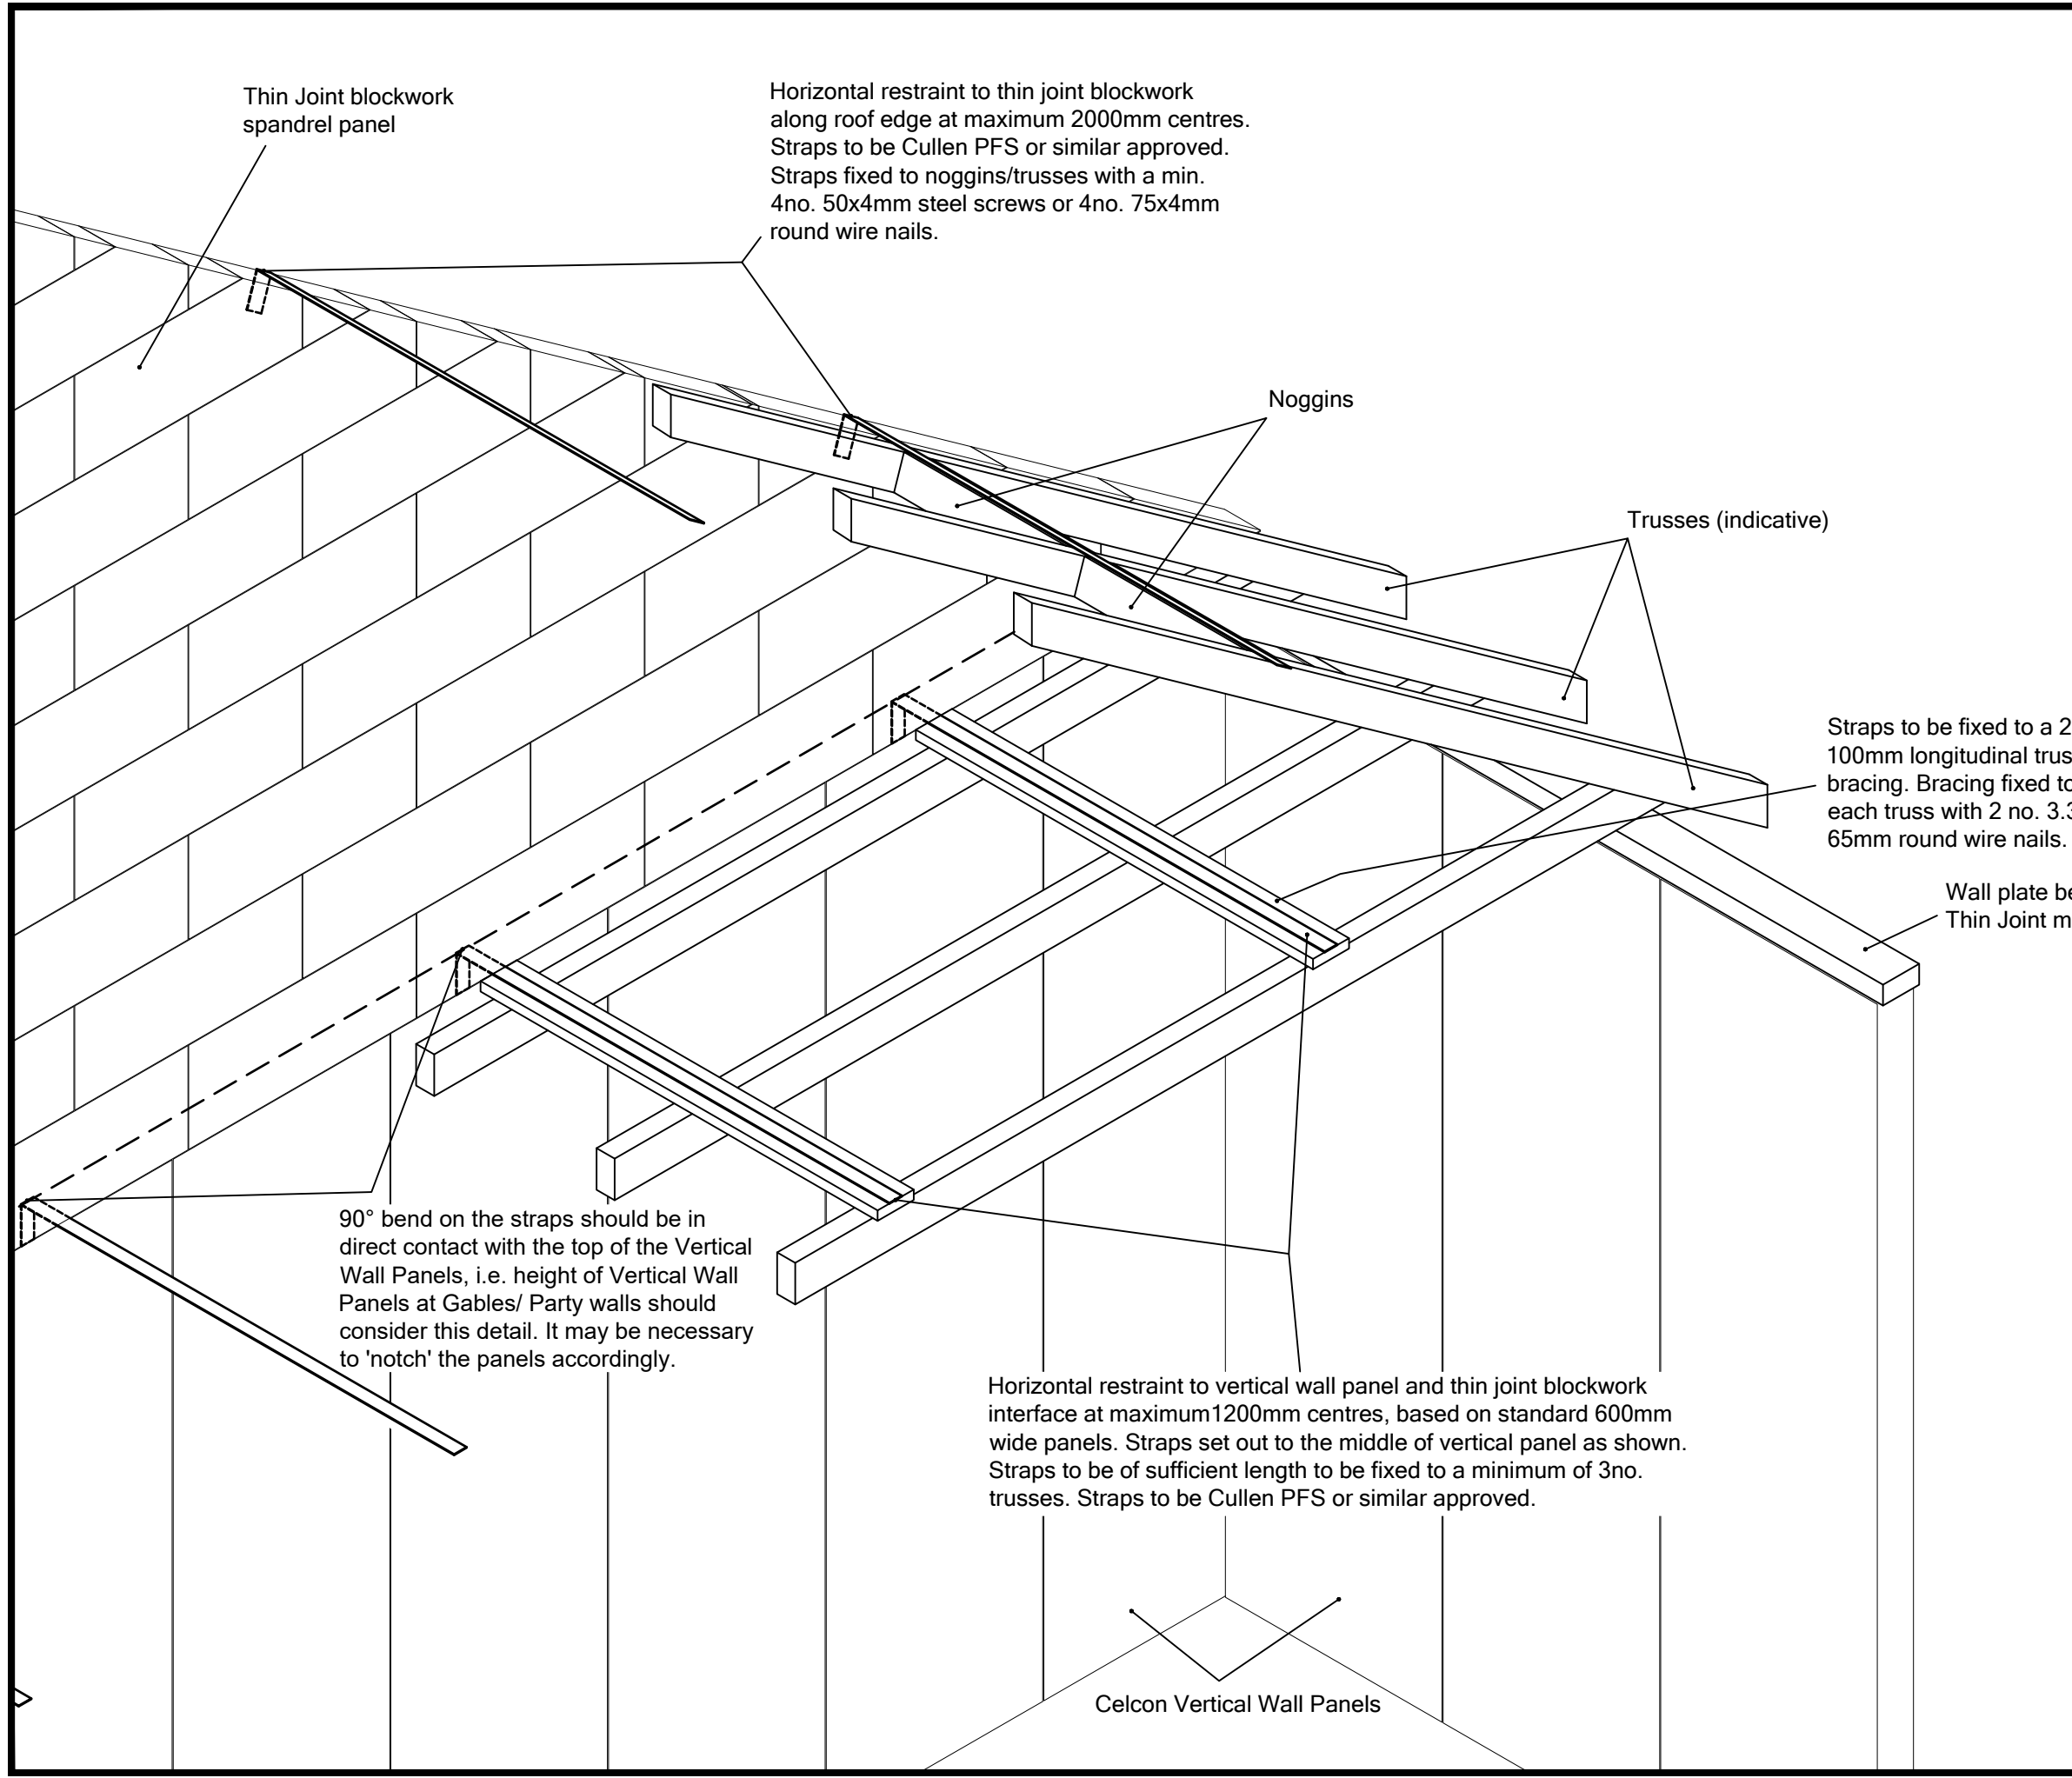 Thin Joint blockwork
spandrel panel
Horizontal restraint to thin joint blockwork
along roof edge at maximum 2000mm centres.
Straps to be Cullen PFS or similar approved.
Straps fixed to noggins/trusses with a min.
4no. 50x4mm steel screws or 4no. 75x4mm
round wire nails.
Noggins
Trusses (indicative)
Straps to be fixed to a
100mm longitudinal
bracing. Bracing fixed
each truss with 2 no.
65mm round wire nails.
Wall plate
Thin Joint
90° bend on the straps should be in
direct contact with the top of the Vertical
Wall Panels, i.e. height of Vertical Wall
Panels at Gables/ Party walls should
consider this detail. It may be necessary
to 'notch' the panels accordingly.
Horizontal restraint to vertical wall panel and thin joint blockwork
interface at maximum1200mm centres, based on standard 600mm
wide panels. Straps set out to the middle of vertical panel as shown.
Straps to be of sufficient length to be fixed to a minimum of 3no.
trusses. Straps to be Cullen PFS or similar approved.
Celcon Vertical Wall Panels